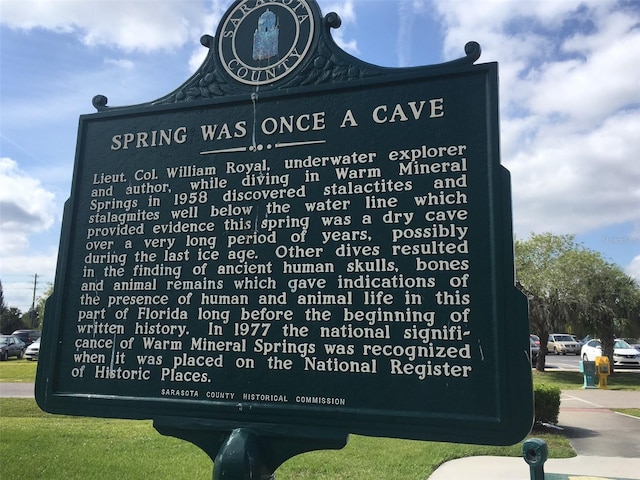 SARASOTA
COUNTY
SPRING WAS ONCE A CAVE
Lieut. Col. William Royal, underwater explorer
and author, while diving in Warm Mineral
Springs in 1958 discovered stalactites and
stalagmites well below the water line which
provided evidence this spring was a dry cave
over a very long period of years, possibly
during the last ice age. Other dives resulted
in the finding of ancient human skulls, bones
and animal remains which gave indications of
the presence of human and animal life in this
part of Florida long before the beginning of
written history. In 1977 the national signifi-
cance of Warm Mineral Springs was recognized
when it was placed on the National Register
of Historic Places.
SARASOTA COUNTY HISTORICAL COMMISSION